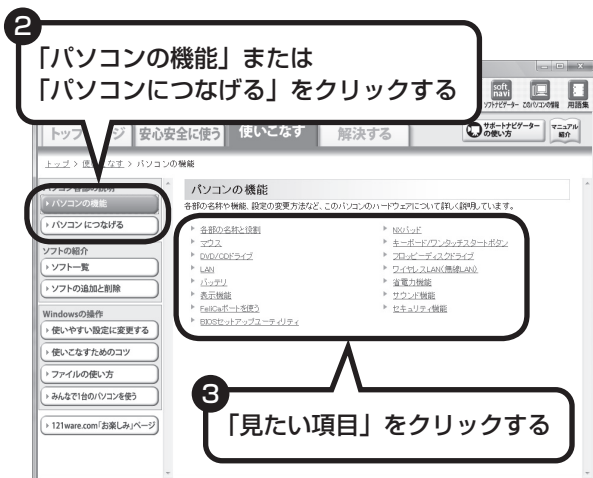 2
「パソコンの機能」または
「パソコンにつなげる」をクリックする
soft navi
ソフトナビゲーター
このパソコンの情報
用語集
トップページ
安心安全に使う
使いこなす
解決する
サポートナビゲーターの使い方
マニュアル紹介
トップ > 使いこなす > パソコンの機能
パソコン各部の説明
パソコンの機能
パソコンにつなげる
ソフトの紹介
ソフト一覧
ソフトの追加と削除
Windowsの操作
使いやすい設定に変更する
使いこなすためのコツ
ファイルの使い方
みんなで1台のパソコンを使う
121ware.com「お楽しみ」ページ
パソコンの機能
各部の名称や機能、設定の変更方法など、このパソコンのハードウェアについて詳しく説明しています。
各部の名称と役割
マウス
DVD/CDドライブ
LAN
バッテリ
表示機能
FeliCaポートを使う
BIOSセットアップユーティリティ
NXパッド
キーボード/ワンタッチスタートボタン
フロッピーディスクドライブ
ワイヤレスLAN(無線LAN)
省電力機能
サウンド機能
セキュリティ機能
3
「見たい項目」をクリックする